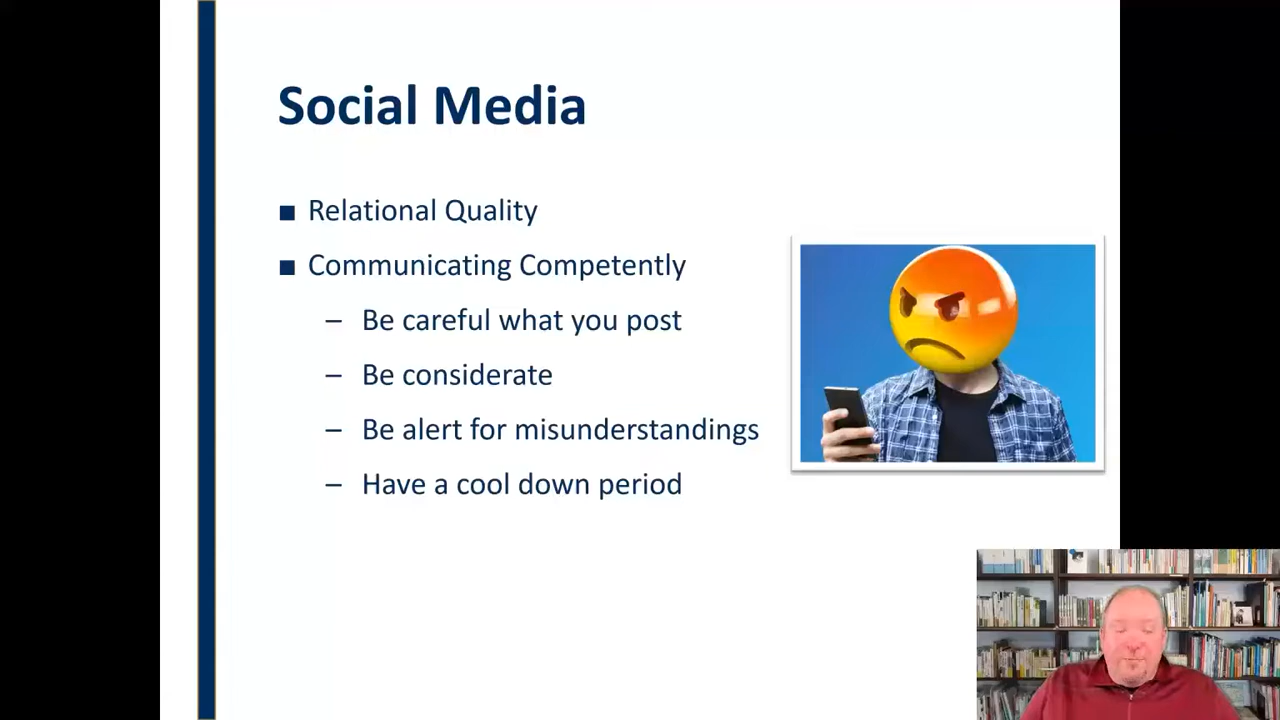 Social Media
■ Relational Quality
■ Communicating Competently
– Be careful what you post
– Be considerate
– Be alert for misunderstandings
– Have a cool down period